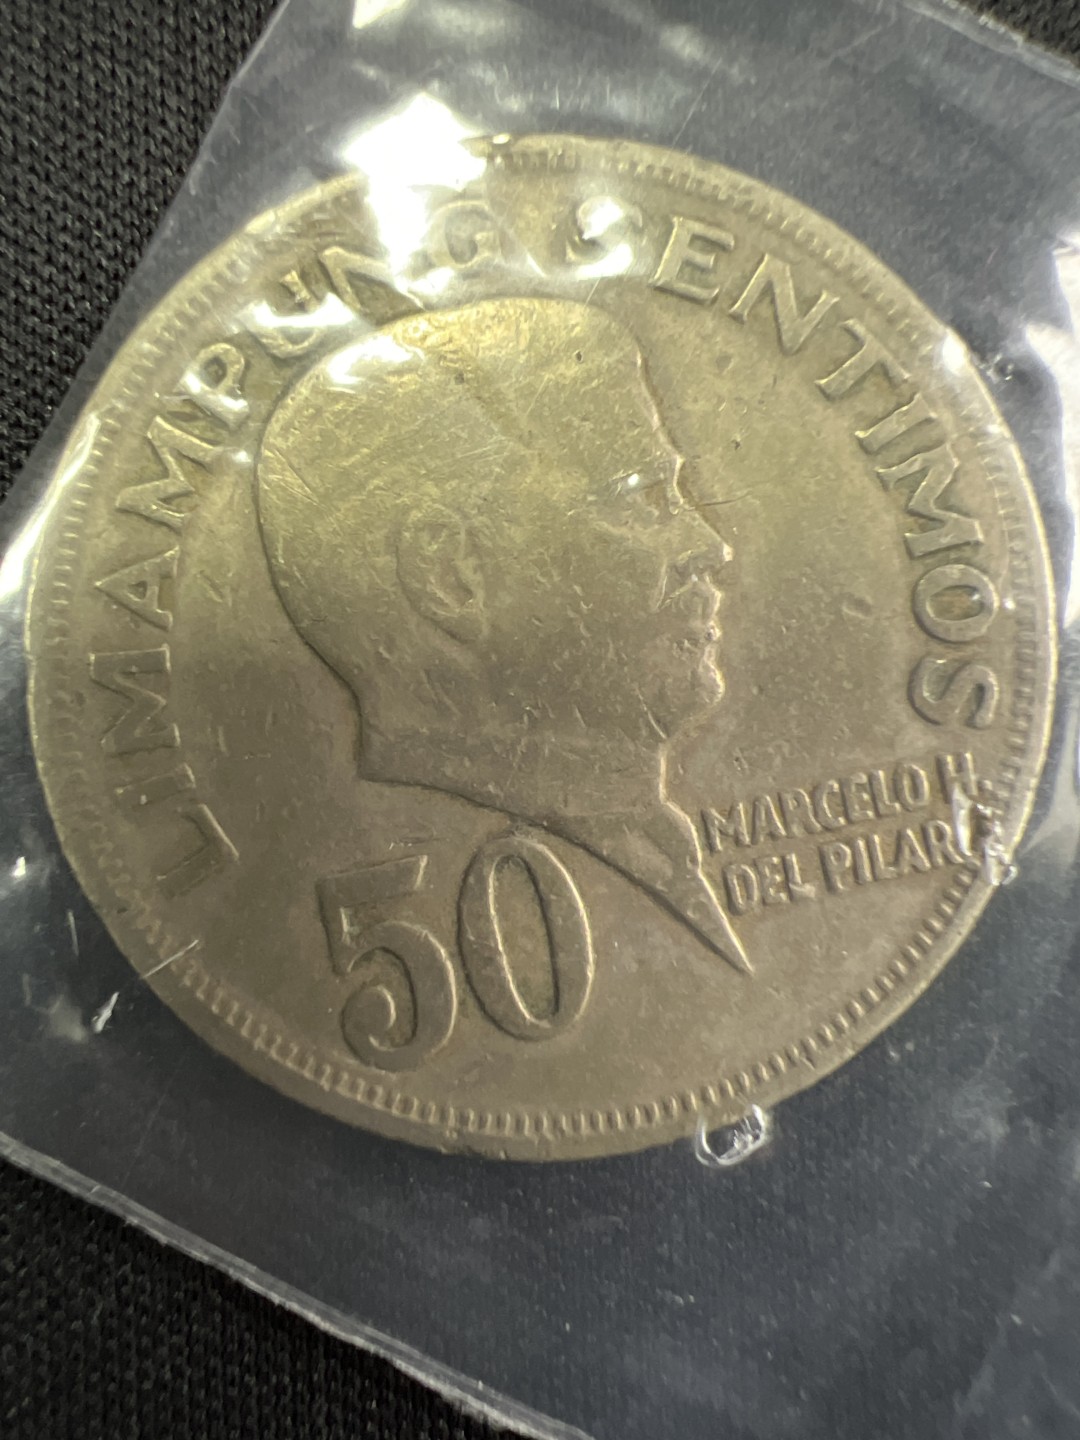 LIMAMPUNG SENTIMOS
MARCELO H.
DEL PILAR
50